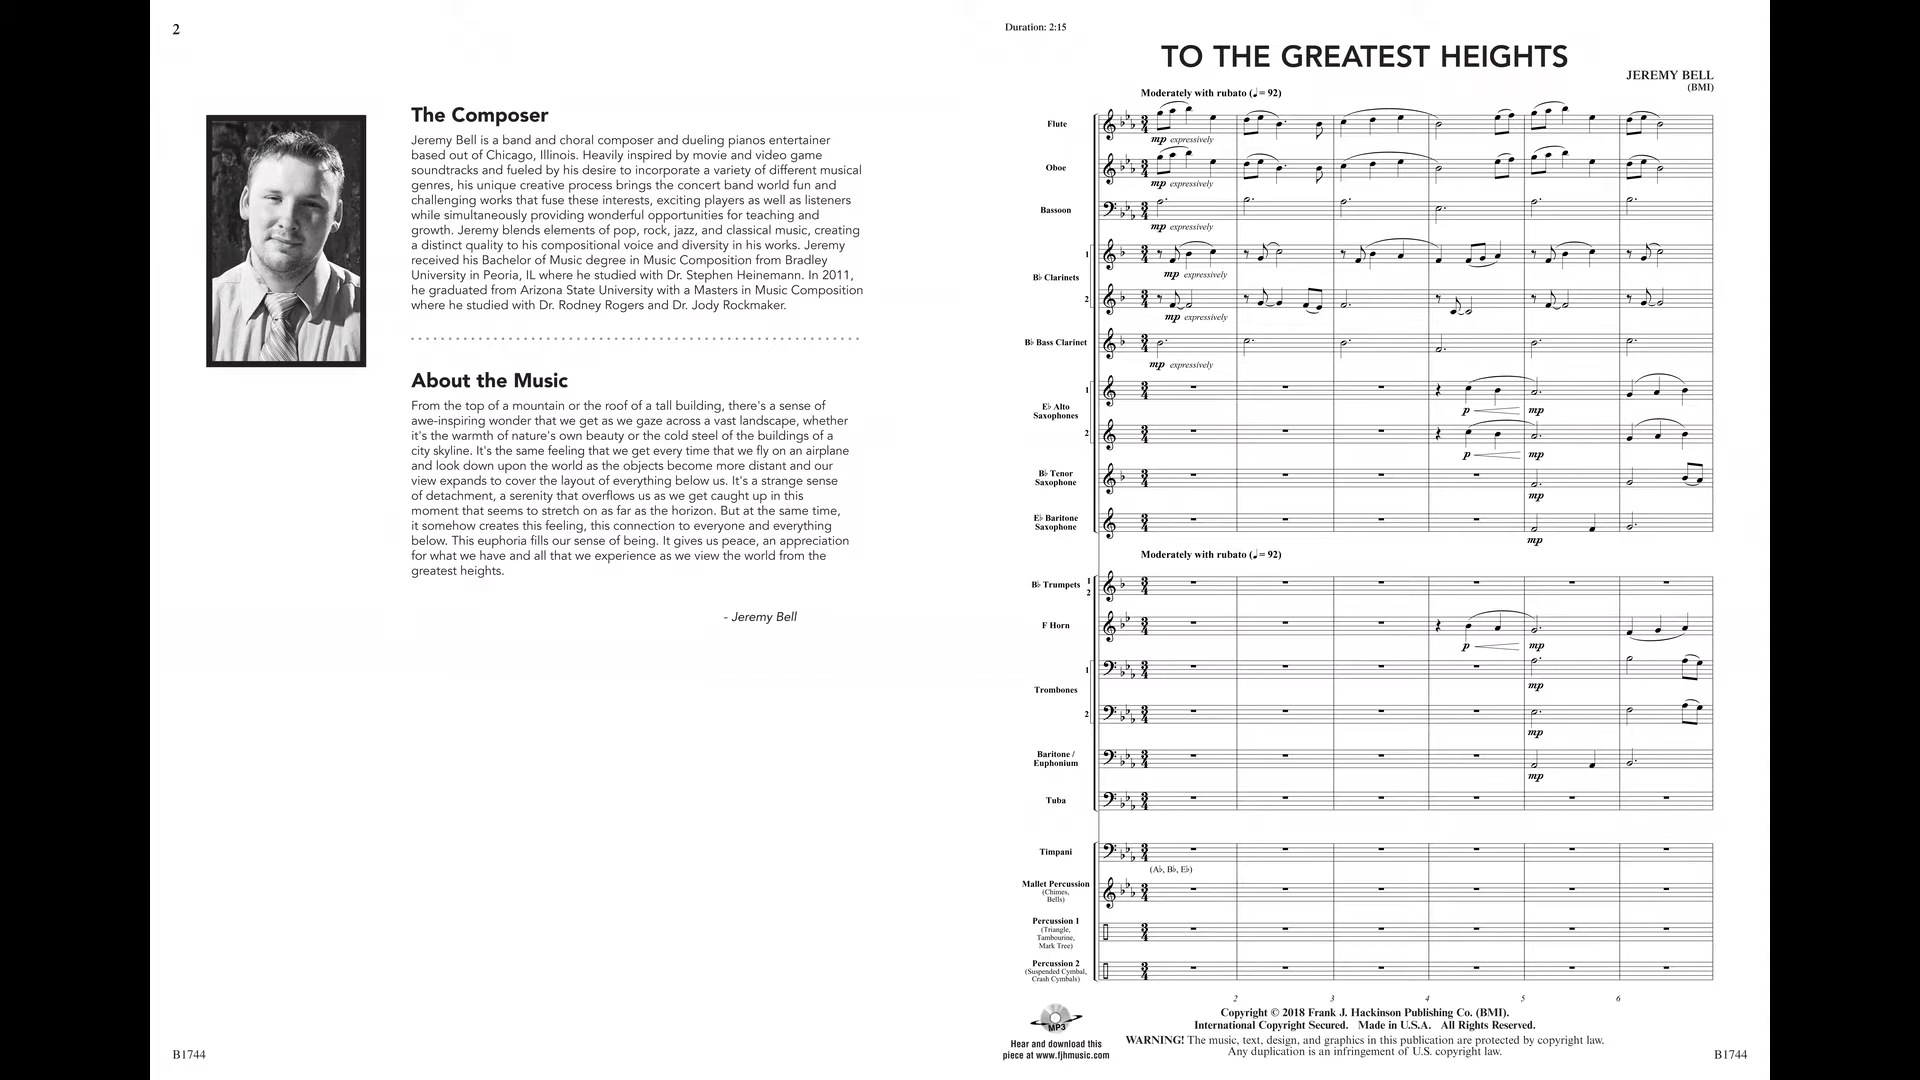 2
The Composer
Jeremy Bell is a band and choral composer and dueling pianos entertainer
based out of Chicago, Illinois. Heavily inspired by movie and video game
soundtracks and fueled by his desire to incorporate a variety of different musical
genres, his unique creative process brings the concert band world fun and
challenging works that fuse these interests, exciting players as well as listeners
while simultaneously providing wonderful opportunities for teaching and
growth. Jeremy blends elements of pop, rock, jazz, and classical music, creating
a distinct quality to his compositional voice and diversity in his works. Jeremy
received his Bachelor of Music degree in Music Composition from Bradley
University in Peoria, IL where he studied with Dr. Stephen Heinemann. In 2011,
he graduated from Arizona State University with a Masters in Music Composition
where he studied with Dr. Rodney Rogers and Dr. Jody Rockmaker.
About the Music
From the top of a mountain or the roof of a tall building, there's a sense of
awe-inspiring wonder that we get as we gaze across a vast landscape, whether
it's the warmth of nature's own beauty or the cold steel of the buildings of a
city skyline. It's the same feeling that we get every time that we fly on an airplane
and look down upon the world as the objects become more distant and our
view expands to cover the layout of everything below us. It's a strange sense
of detachment, a serenity that overflows us as we get caught up in this
moment that seems to stretch on as far as the horizon. But at the same time,
it somehow creates this feeling, this connection to everyone and everything
below. This euphoria fills our sense of being. It gives us peace, an appreciation
for what we have and all that we experience as we view the world from the
greatest heights.
- Jeremy Bell
B1744
Duration: 2:15
TO THE GREATEST HEIGHTS
JEREMY BELL
(BMI)
Moderately with rubato (♩= 92)
Flute
mp expressively
Oboe
mp expressively
Bassoon
mp expressively
1
B♭ Clarinets
mp expressively
2
mp expressively
B♭ Bass Clarinet
mp expressively
1
E♭ Alto
Saxophones
p mp
2
p mp
B♭ Tenor
Saxophone
mp
E♭ Baritone
Saxophone
mp
Moderately with rubato (♩= 92)
B♭ Trumpets 1
2
F Horn
p mp
1
mp
Trombones
2
mp
Baritone /
Euphonium
mp
Tuba
Timpani
(A♭, B♭, E♭)
Mallet Percussion
(Chimes,
Bells)
Percussion 1
(Triangle,
Tambourine,
Mark Tree)
Percussion 2
(Suspended Cymbal,
Crash Cymbals)
2 3 4 5 6
MP3
Hear and download this
piece at www.fjhmusic.com
Copyright © 2018 Frank J. Hackinson Publishing Co. (BMI).
International Copyright Secured. Made in U.S.A. All Rights Reserved.
WARNING! The music, text, design, and graphics in this publication are protected by copyright law.
Any duplication is an infringement of U.S. copyright law.
B1744